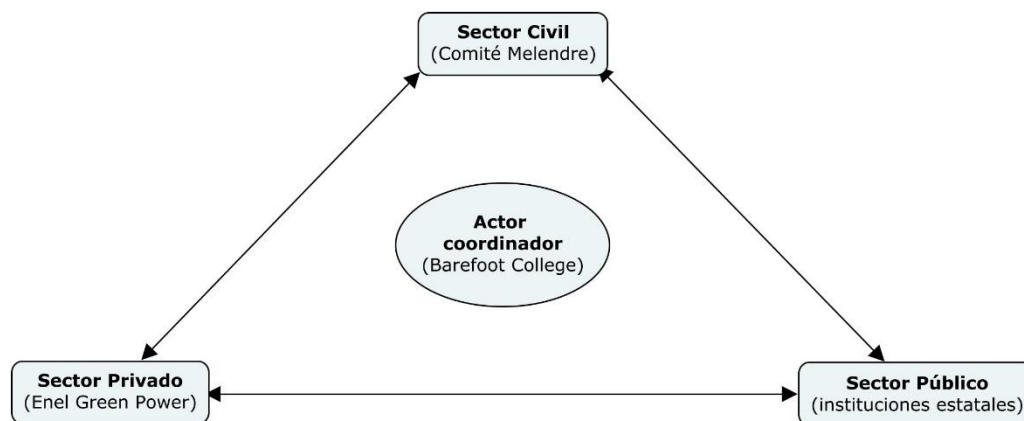 Sector Civil
(Comité Melendre)
Actor
coordinador
(Barefoot College)
Sector Privado
(Enel Green Power)
Sector Público
(instituciones estatales)